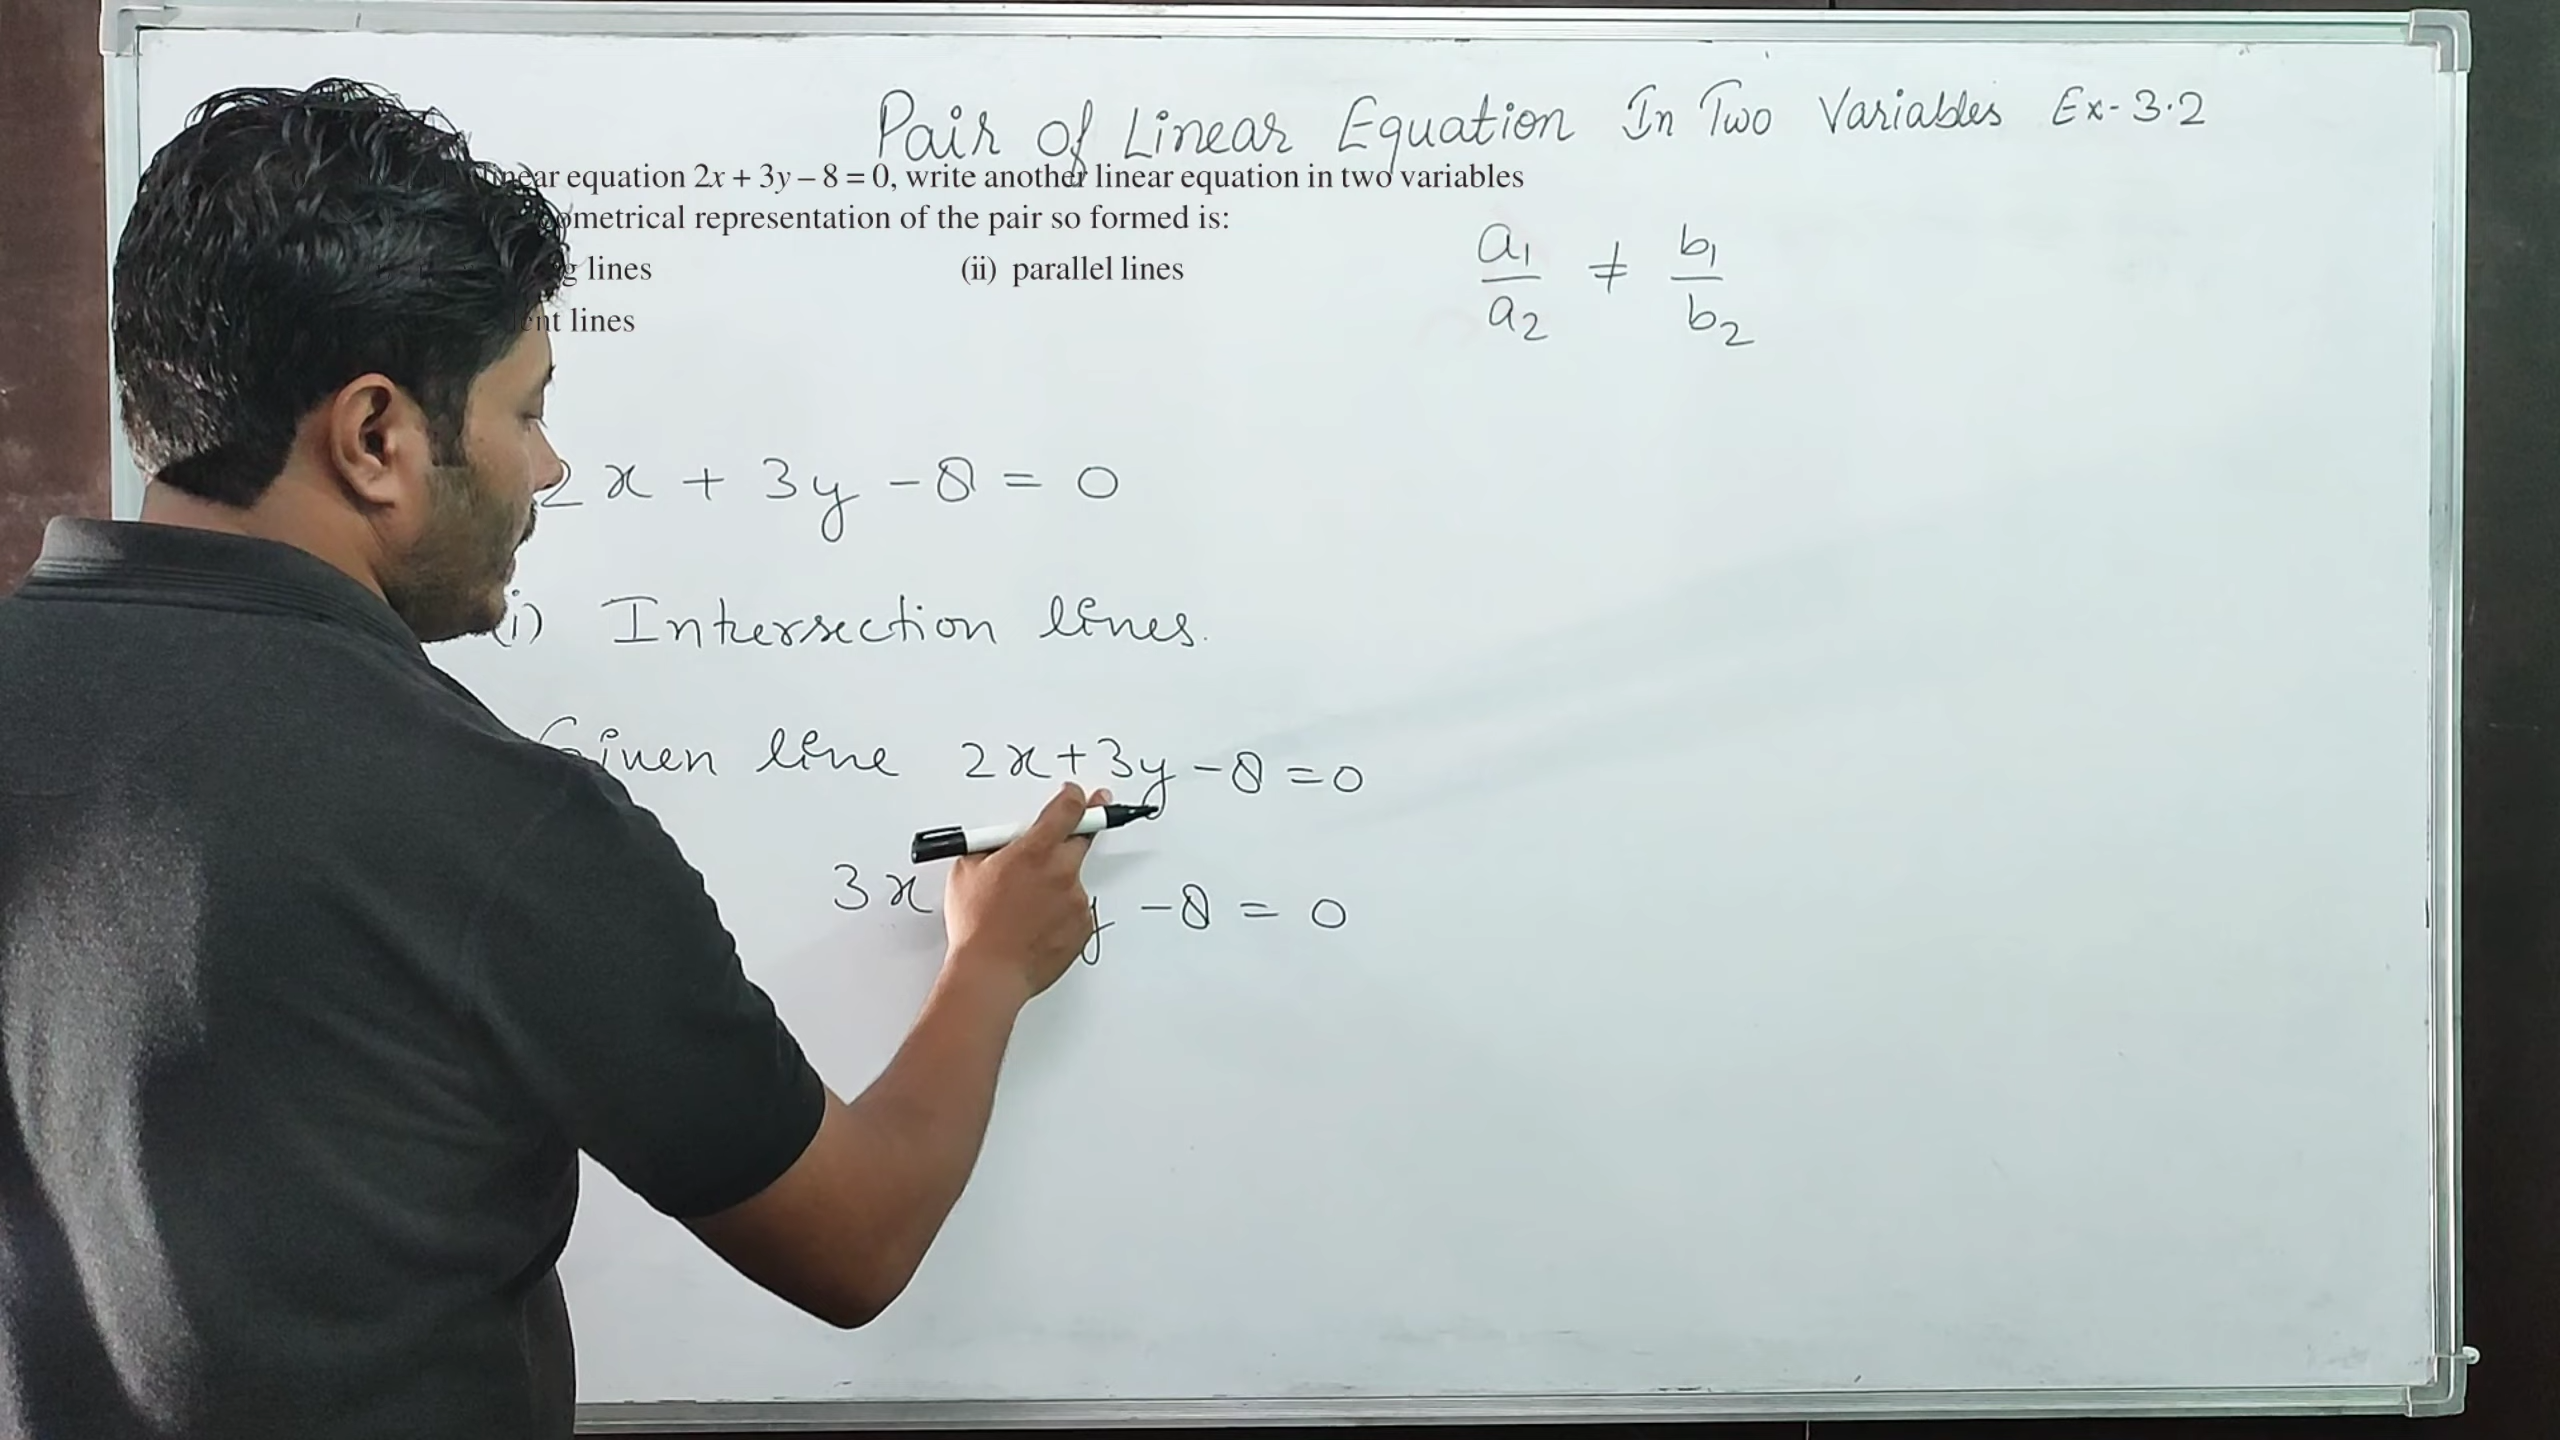 Pair of Linear Equation In Two Variables Ex-3.2
linear equation 2x + 3y – 8 = 0, write another linear equation in two variables
representation of the pair so formed is:
lines (ii) parallel lines
lines
a1/a2 ≠ b1/b2
2x + 3y - 8 = 0
(i) Intersection lines.
Given line 2x+3y-8=0
3x y -8 = 0